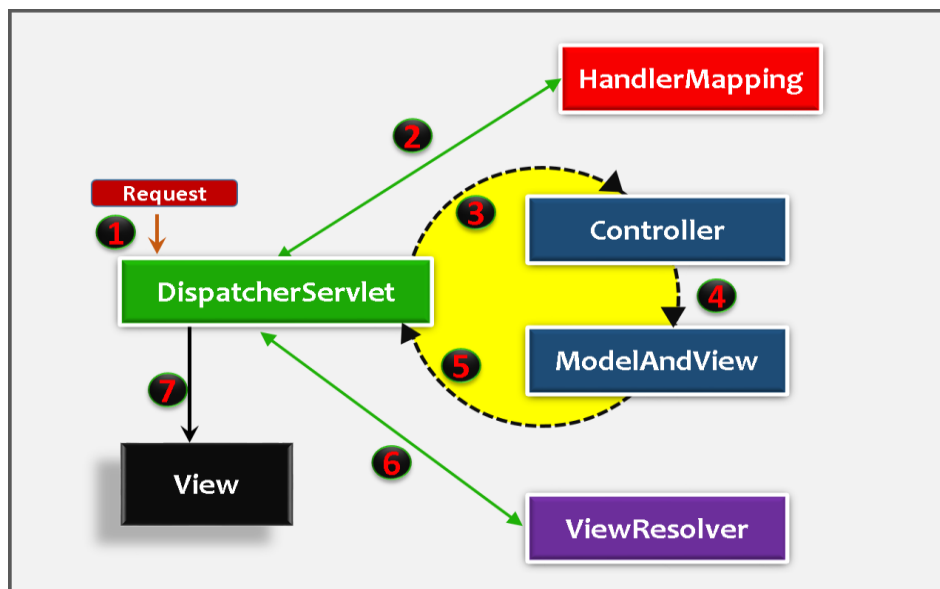 HandlerMapping
2
Request
1
3
Controller
DispatcherServlet
4
5
ModelAndView
7
6
View
ViewResolver